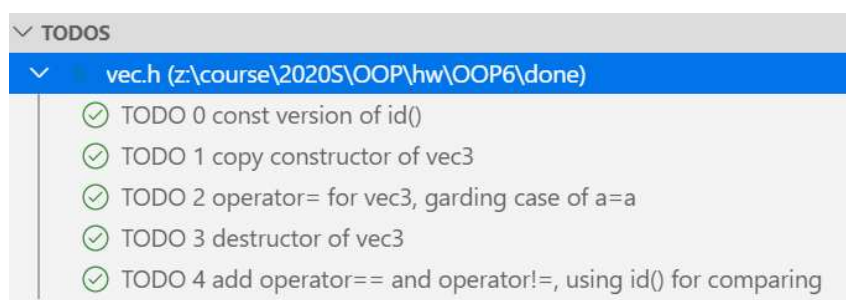 TODOS
vec.h (z:\course\2020S\OOP\hw\OOP6\done)
TODO 0 const version of id()
TODO 1 copy constructor of vec3
TODO 2 operator= for vec3, garding case of a=a
TODO 3 destructor of vec3
TODO 4 add operator== and operator!=, using id() for comparing